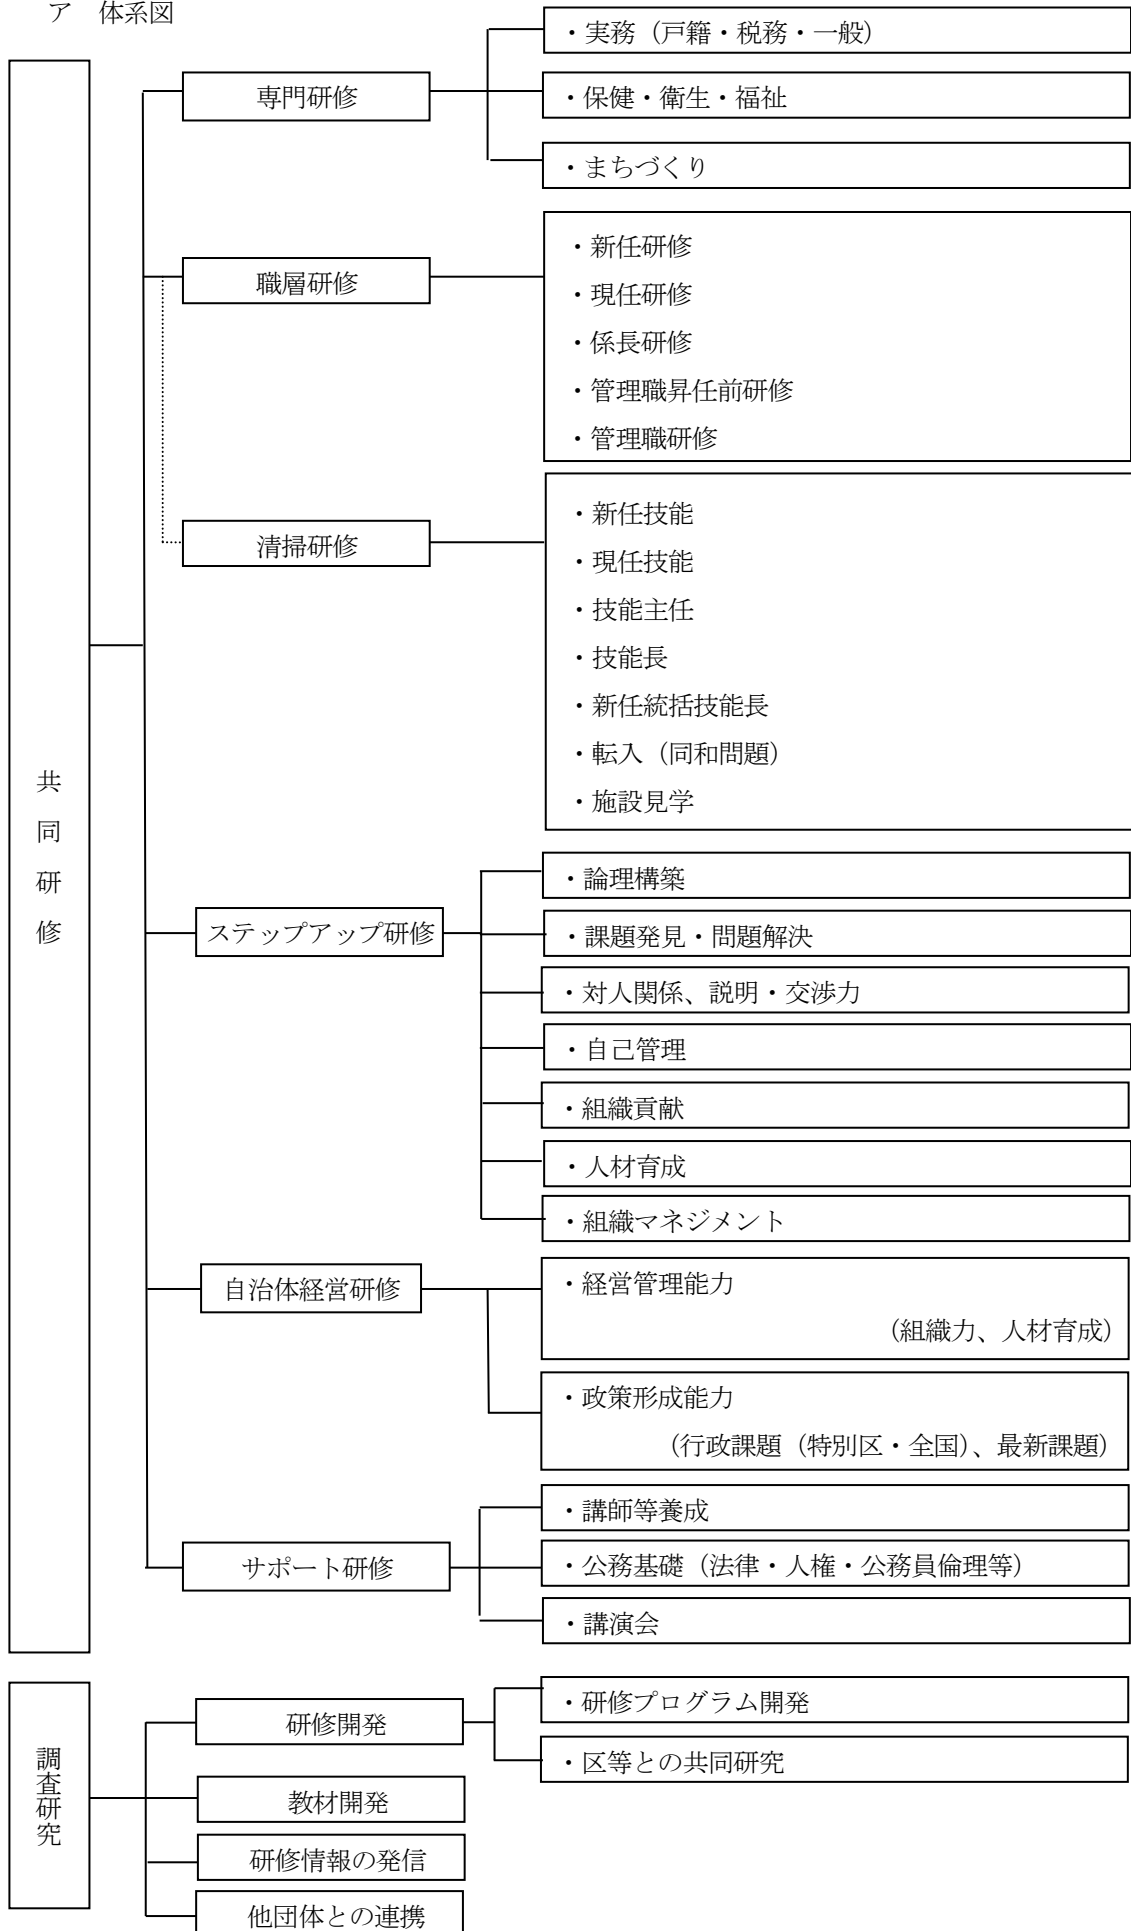 ア　体系図
共同研修
専門研修
・実務（戸籍・税務・一般）
・保健・衛生・福祉
・まちづくり
職層研修
・新任研修
・現任研修
・係長研修
・管理職昇任前研修
・管理職研修
清掃研修
・新任技能
・現任技能
・技能主任
・技能長
・新任統括技能長
・転入（同和問題）
・施設見学
ステップアップ研修
・論理構築
・課題発見・問題解決
・対人関係、説明・交渉力
・自己管理
・組織貢献
・人材育成
・組織マネジメント
自治体経営研修
・経営管理能力
（組織力、人材育成）
・政策形成能力
（行政課題（特別区・全国）、最新課題）
サポート研修
・講師等養成
・公務基礎（法律・人権・公務員倫理等）
・講演会
調査研究
研修開発
・研修プログラム開発
・区等との共同研究
教材開発
研修情報の発信
他団体との連携